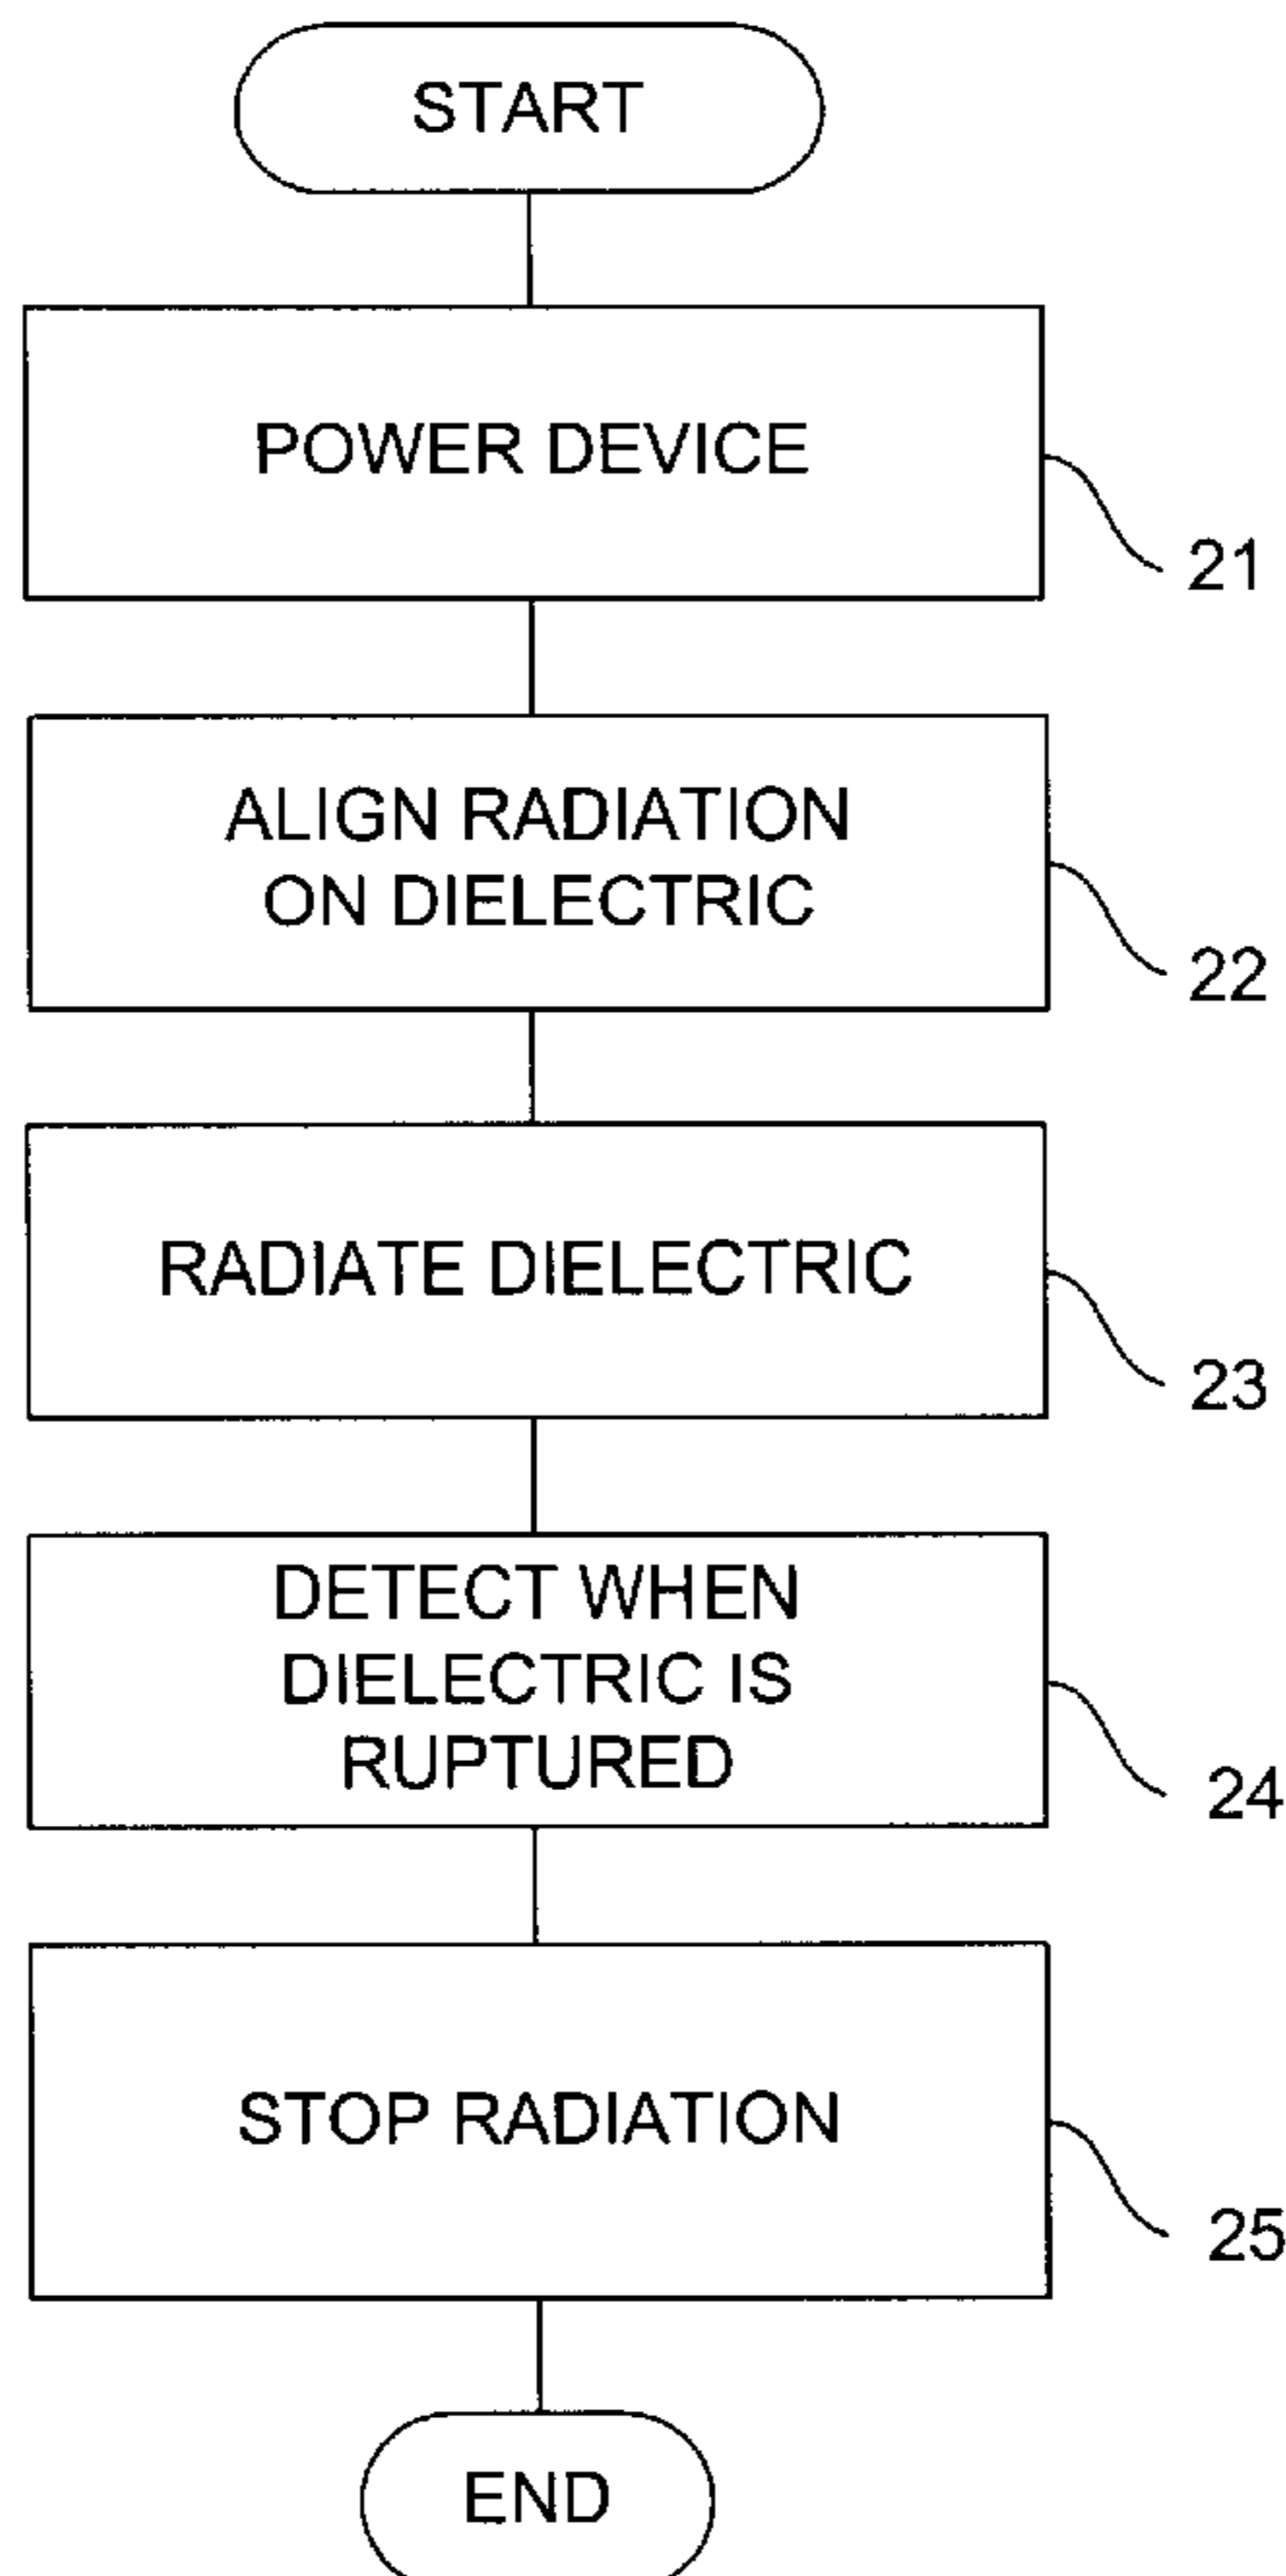 START
POWER DEVICE
21
ALIGN RADIATION
ON DIELECTRIC
22
RADIATE DIELECTRIC
23
DETECT WHEN
DIELECTRIC IS
RUPTURED
24
STOP RADIATION
25
END